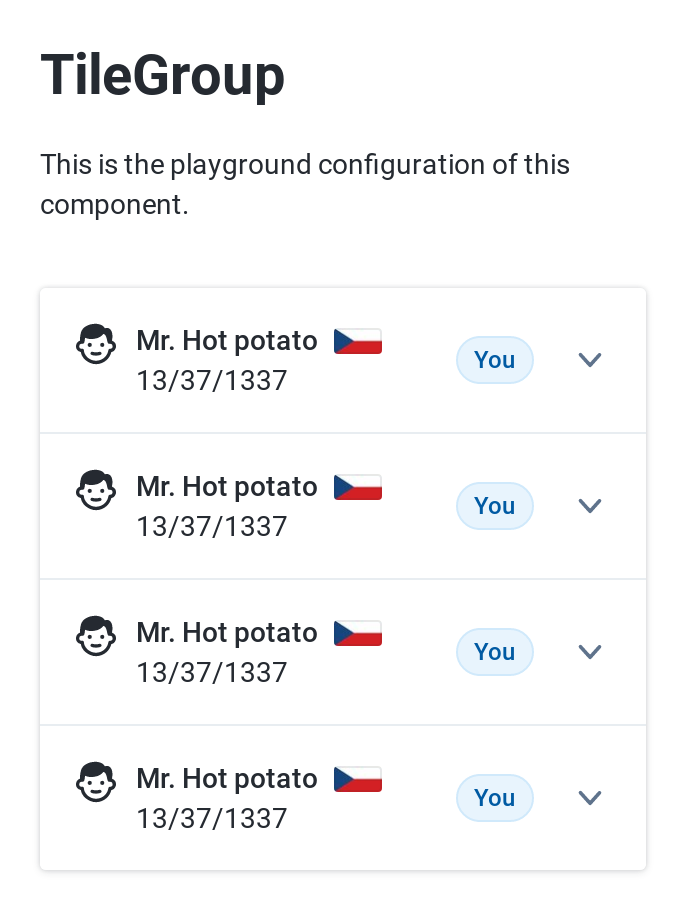 TileGroup
This is the playground configuration of this
component.
Mr. Hot potato
13/37/1337
You
Mr. Hot potato
13/37/1337
You
Mr. Hot potato
13/37/1337
You
Mr. Hot potato
13/37/1337
You